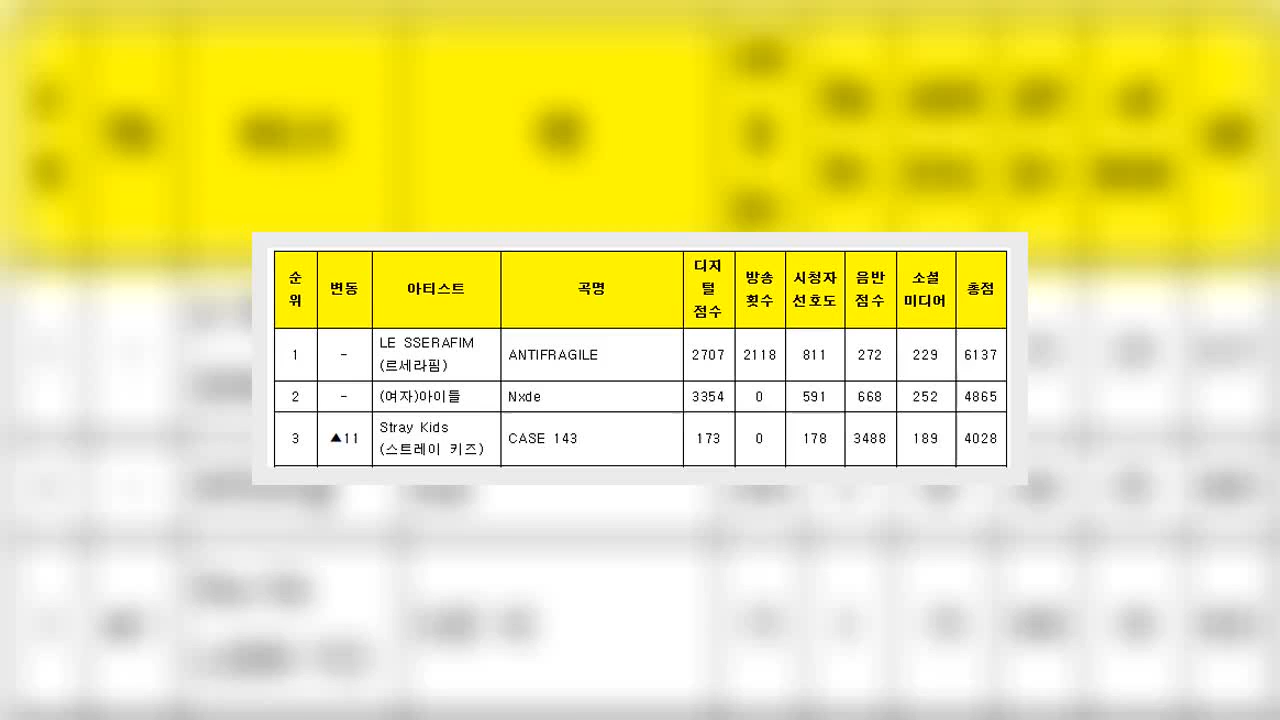 순위 변동 아티스트 곡명 디지털 점수 방송 횟수 시청자 선호도 음반 점수 소셜 미디어 총점
1 - LE SSERAFIM (르세라핌) ANTIFRAGILE 2707 2118 811 272 229 6137
2 - (여자)아이들 Nxde 3354 0 591 668 252 4865
3 ▲11 Stray Kids (스트레이 키즈) CASE 143 173 0 178 3488 189 4028